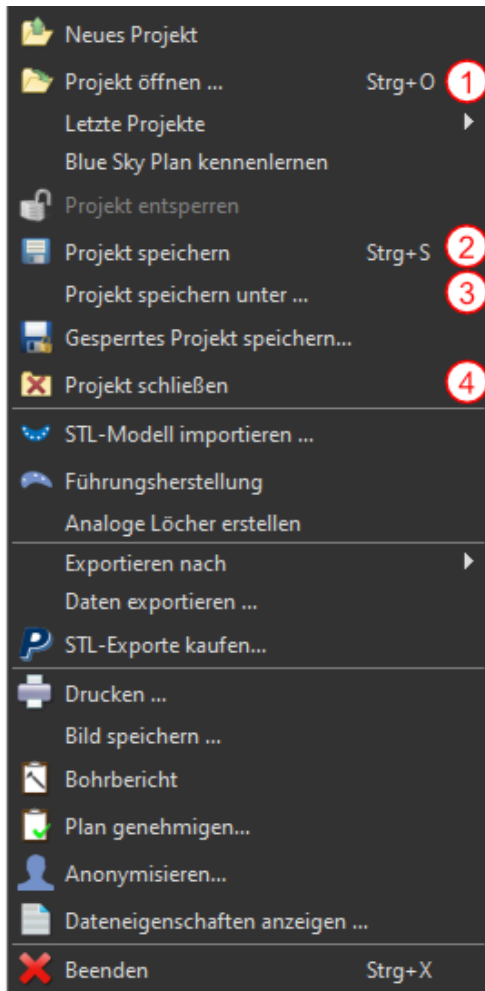 Neues Projekt
Projekt öffnen ... Strg+O 1
Letzte Projekte
Blue Sky Plan kennenlernen
Projekt entsperren
Projekt speichern Strg+S 2
Projekt speichern unter ... 3
Gesperrtes Projekt speichern...
Projekt schließen 4
STL-Modell importieren ...
Führungsherstellung
Analoge Löcher erstellen
Exportieren nach
Daten exportieren ...
STL-Exporte kaufen...
Drucken ...
Bild speichern ...
Bohrbericht
Plan genehmigen...
Anonymisieren...
Dateneigenschaften anzeigen ...
Beenden Strg+X